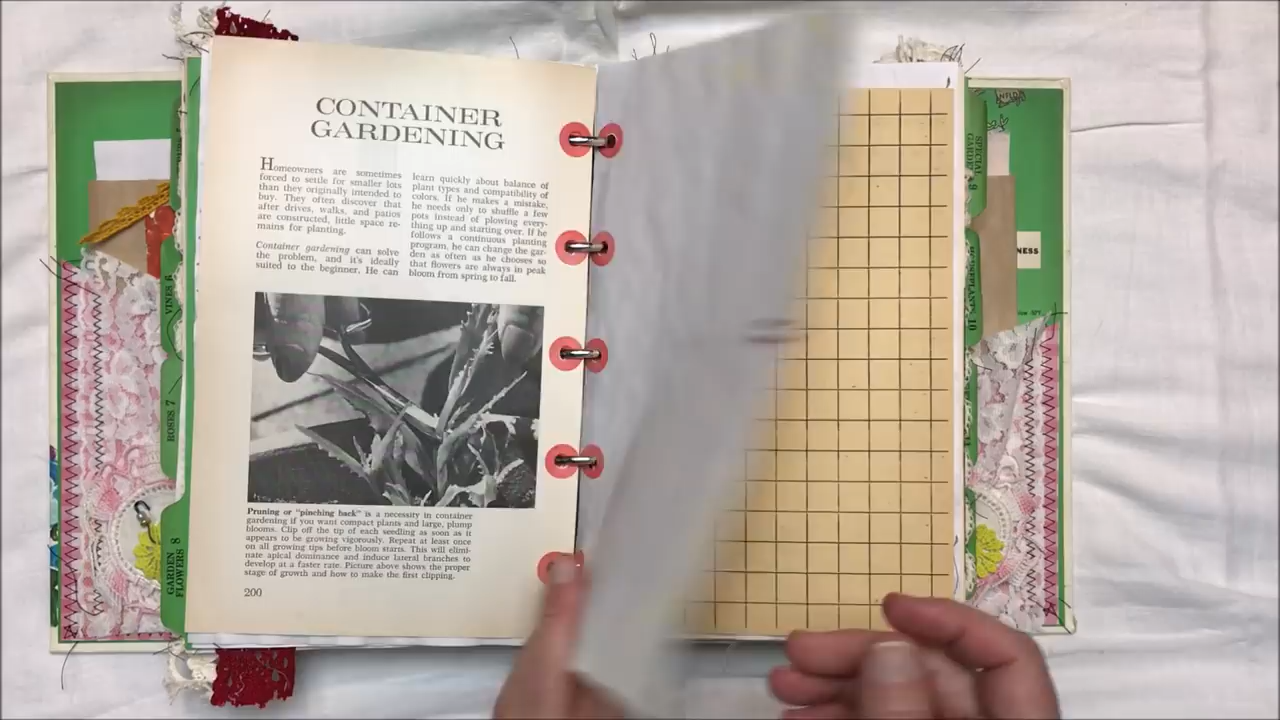 CONTAINER
GARDENING
Homeowners are sometimes
forced to settle for smaller lots
than they originally intended to
buy. They often discover that
after drives, walks, and patios
are constructed, little space re-
mains for planting.
Container gardening can solve
the problem, and it's ideally
suited to the beginner. He can
learn quickly about balance of
plant types and compatibility of
colors. If he makes a mistake,
he needs only to shuffle a few
pots instead of plowing every-
thing up and starting over. If he
follows a continuous planting
program, he can change the gar-
den as often as he chooses so
that flowers are always in peak
bloom from spring to fall.
Pruning or "pinching back" is a necessity in container
gardening if you want compact plants and large, plump
blooms. Clip off the tip of each seedling as soon as it
appears to be growing vigorously. Repeat at least once
on all growing tips before bloom starts. This will elimi-
nate apical dominance and induce lateral branches to
develop at a faster rate. Picture above shows the proper
stage of growth and how to make the first clipping.
200
VINES 6
ROSES 7
GARDEN 8
FLOWERS
SPECIAL
9
10
NESS